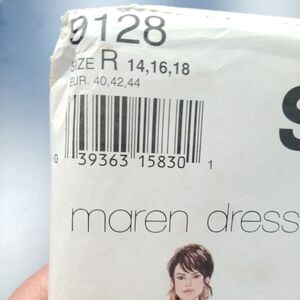 9128
SIZE R 14,16,18
EUR. 40,42,44
0 39363 15830 1
S
maren dress